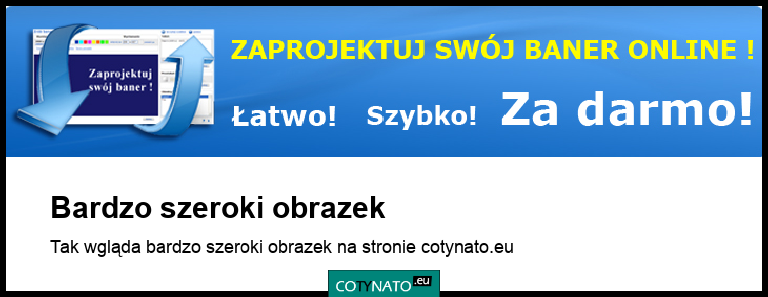 ZAPROJEKTUJ SWÓJ BANER ONLINE !
Zaprojektuj
swój baner !
Łatwo! Szybko! Za darmo!
Bardzo szeroki obrazek
Tak wgląda bardzo szeroki obrazek na stronie cotynato.eu
COTYNATO.eu